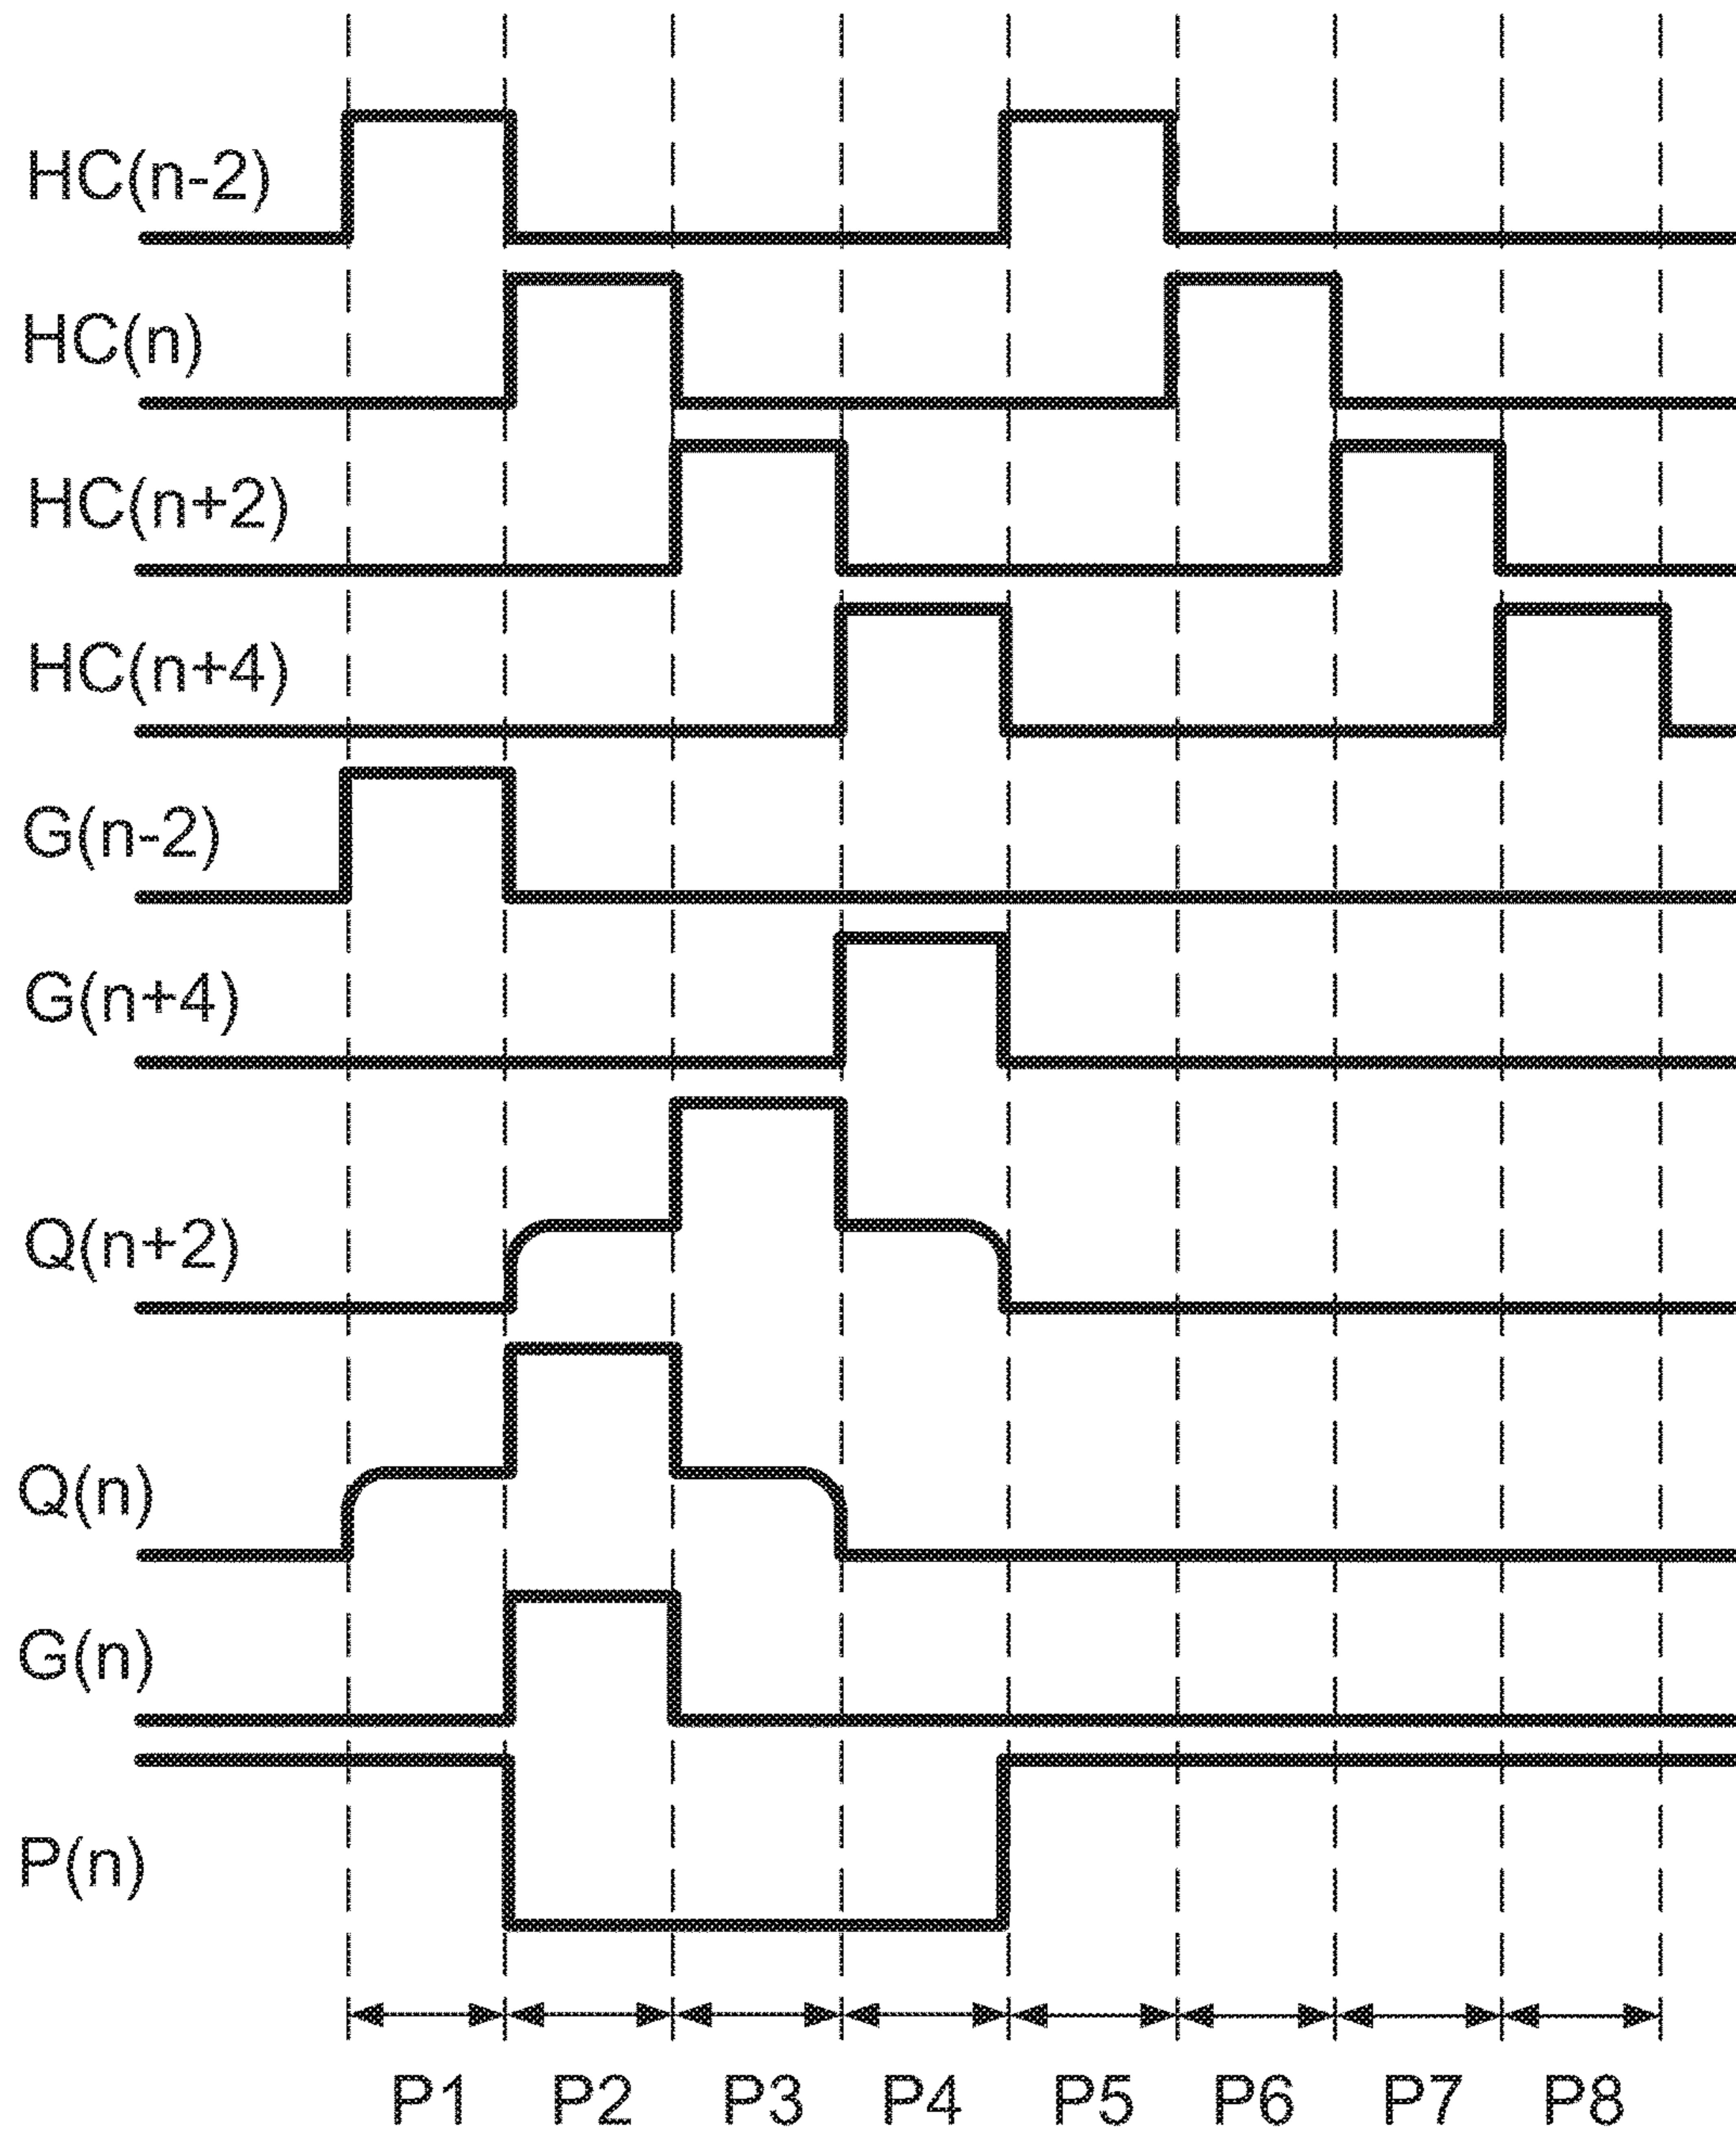 HC(n-2)
HC(n)
HC(n+2)
HC(n+4)
G(n-2)
G(n+4)
Q(n+2)
Q(n)
G(n)
P(n)
P1 P2 P3 P4 P5 P6 P7 P8